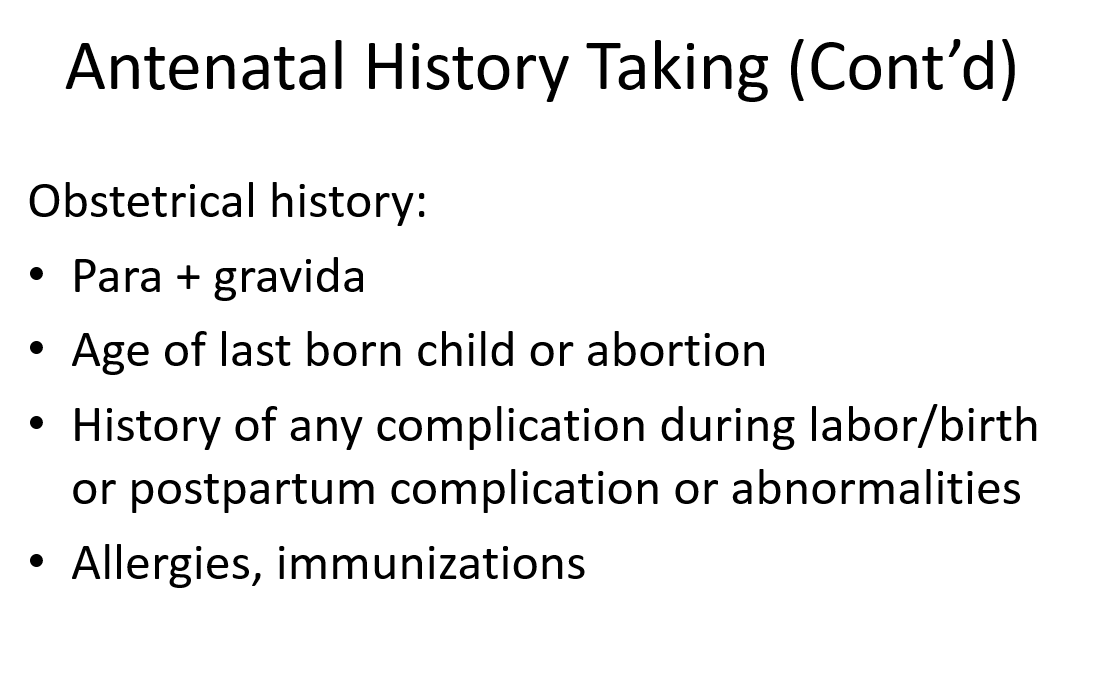 Antenatal History Taking (Cont’d)
Obstetrical history:
• Para + gravida
• Age of last born child or abortion
• History of any complication during labor/birth
or postpartum complication or abnormalities
• Allergies, immunizations